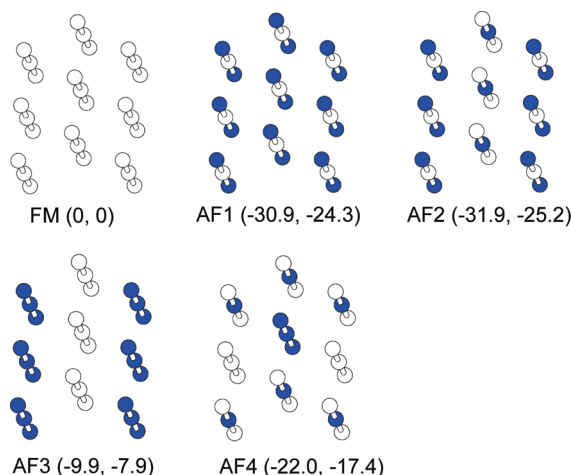 FM (0, 0)
AF1 (-30.9, -24.3)
AF2 (-31.9, -25.2)
AF3 (-9.9, -7.9)
AF4 (-22.0, -17.4)